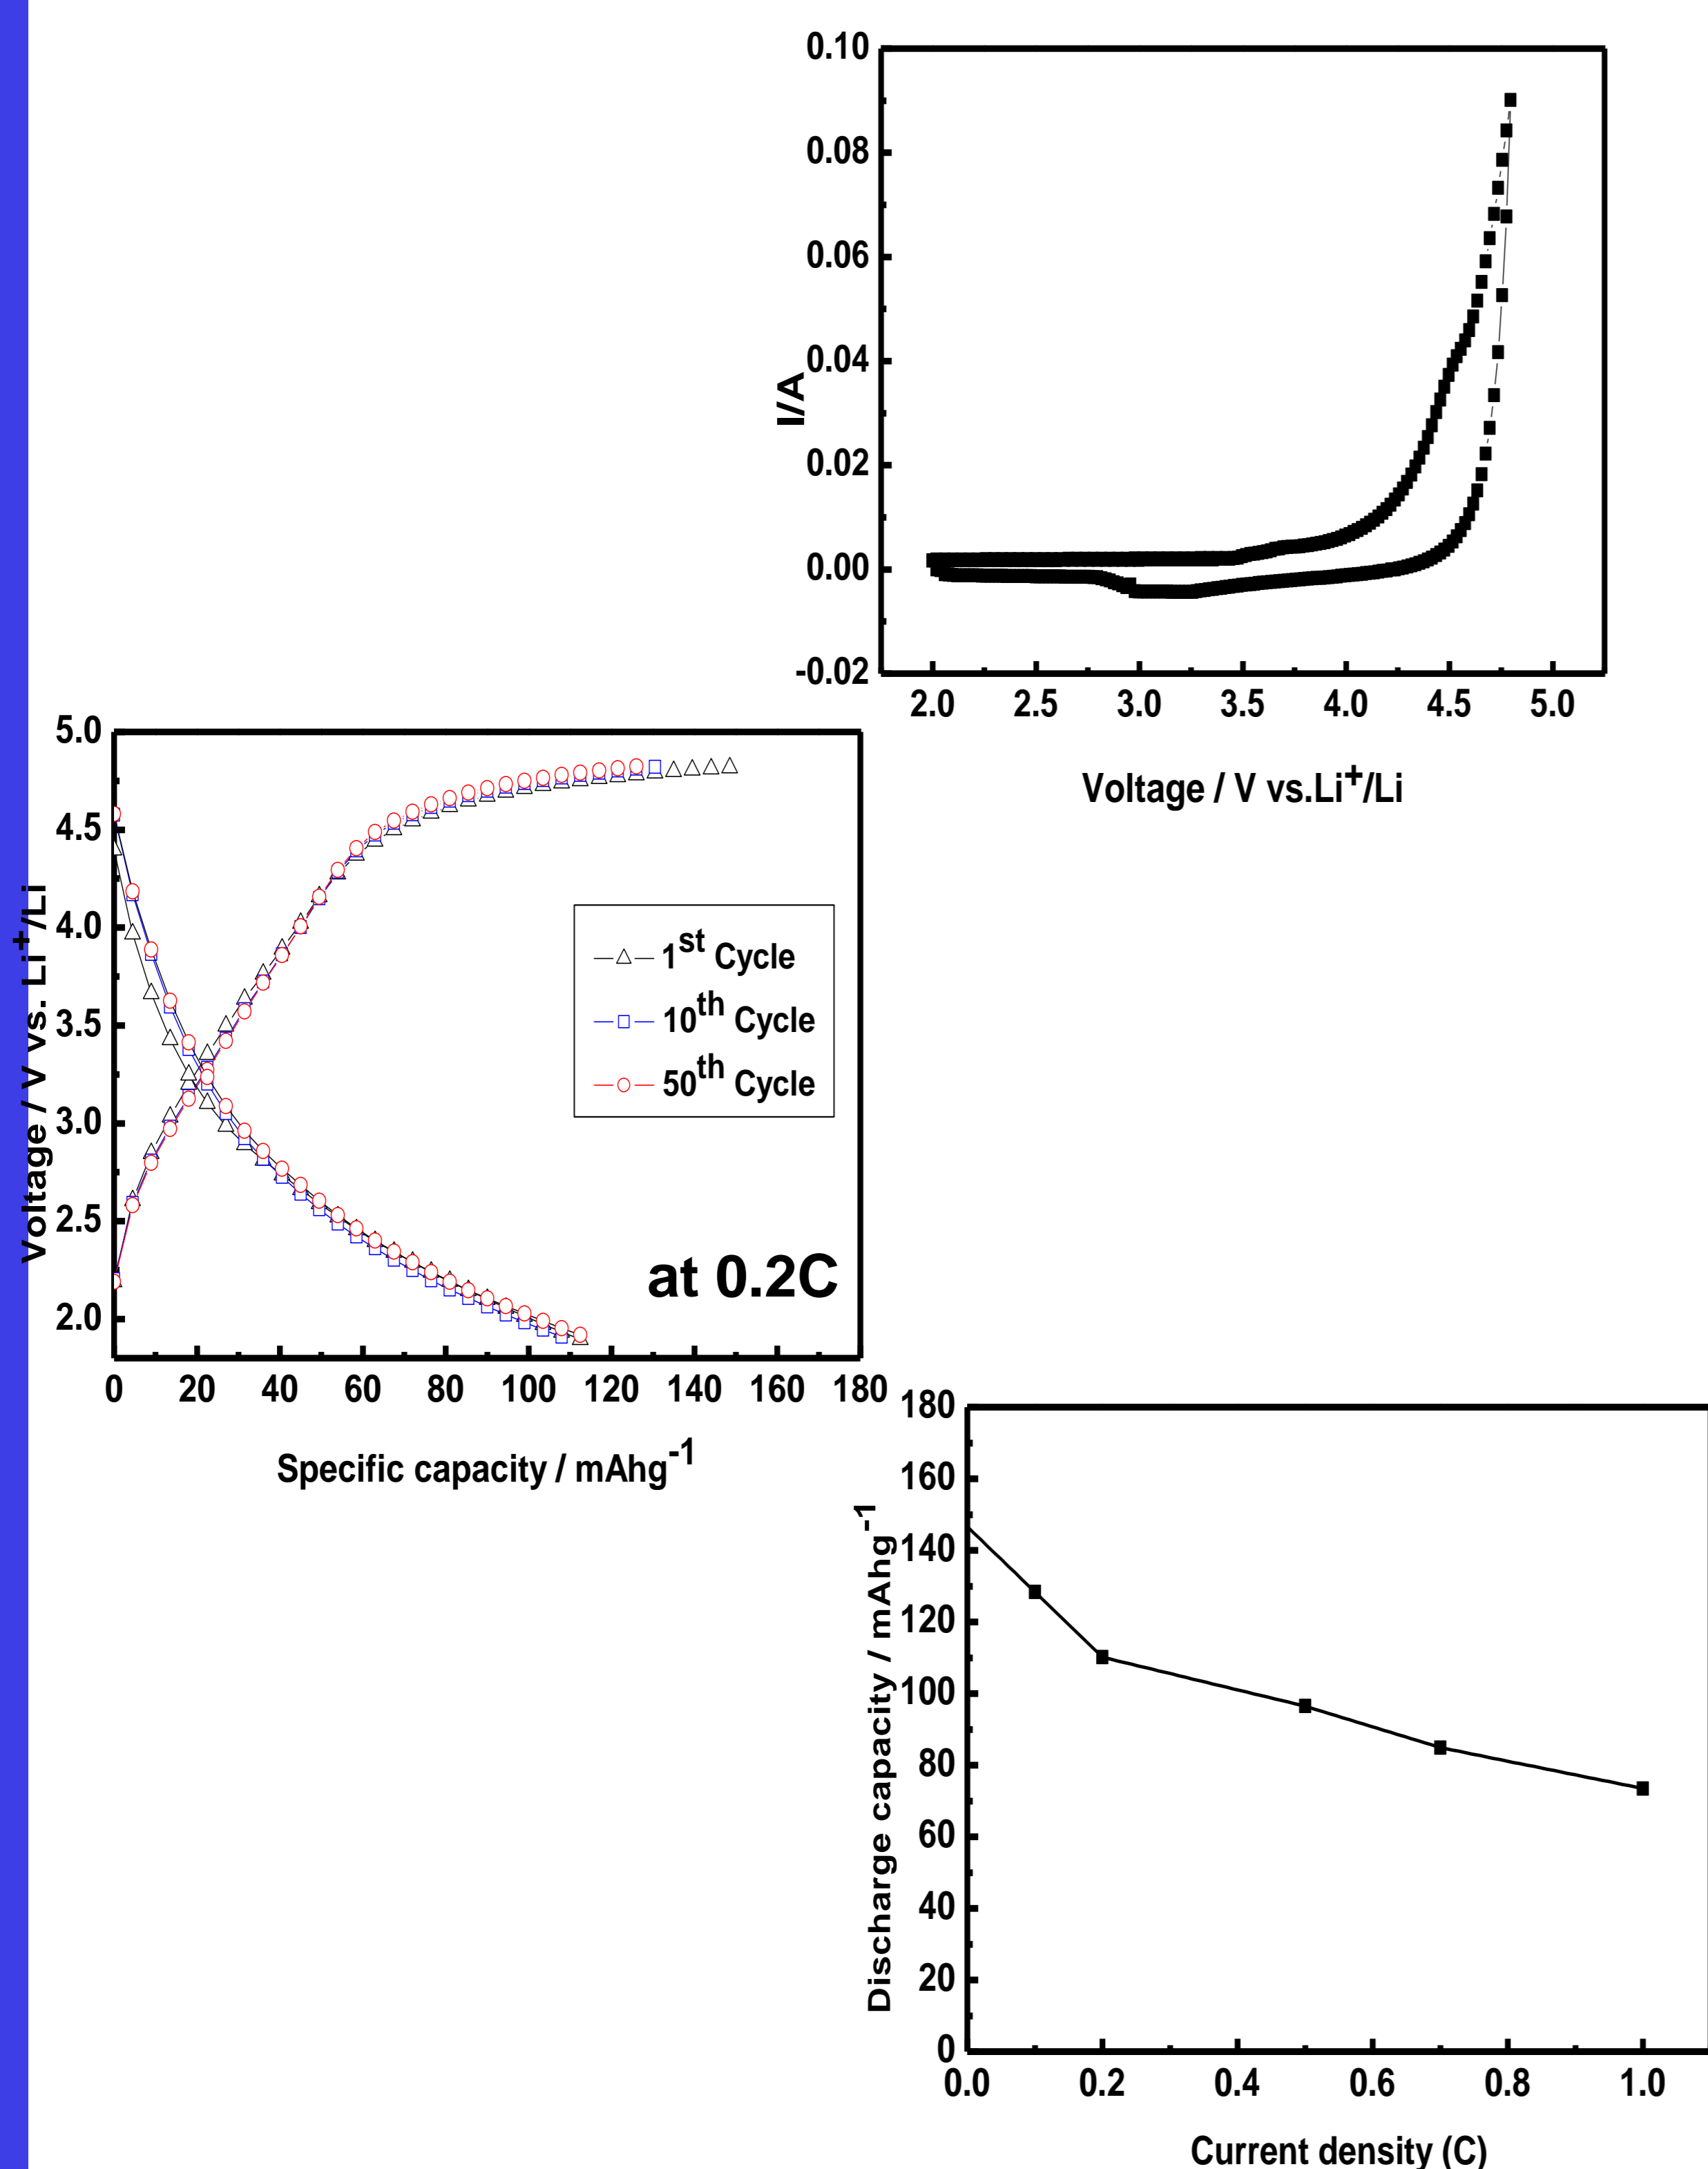 0.10
0.08
0.06
0.04
0.02
0.00
-0.02
I/A
2.0 2.5 3.0 3.5 4.0 4.5 5.0
Voltage / V vs.Li+/Li
5.0
4.5
4.0
3.5
3.0
2.5
2.0
Voltage / V vs. Li+/Li
1st Cycle
10th Cycle
50th Cycle
at 0.2C
0 20 40 60 80 100 120 140 160 180
Specific capacity / mAhg-1
180
160
140
120
100
80
60
40
20
0
Discharge capacity / mAhg-1
0.0 0.2 0.4 0.6 0.8 1.0
Current density (C)